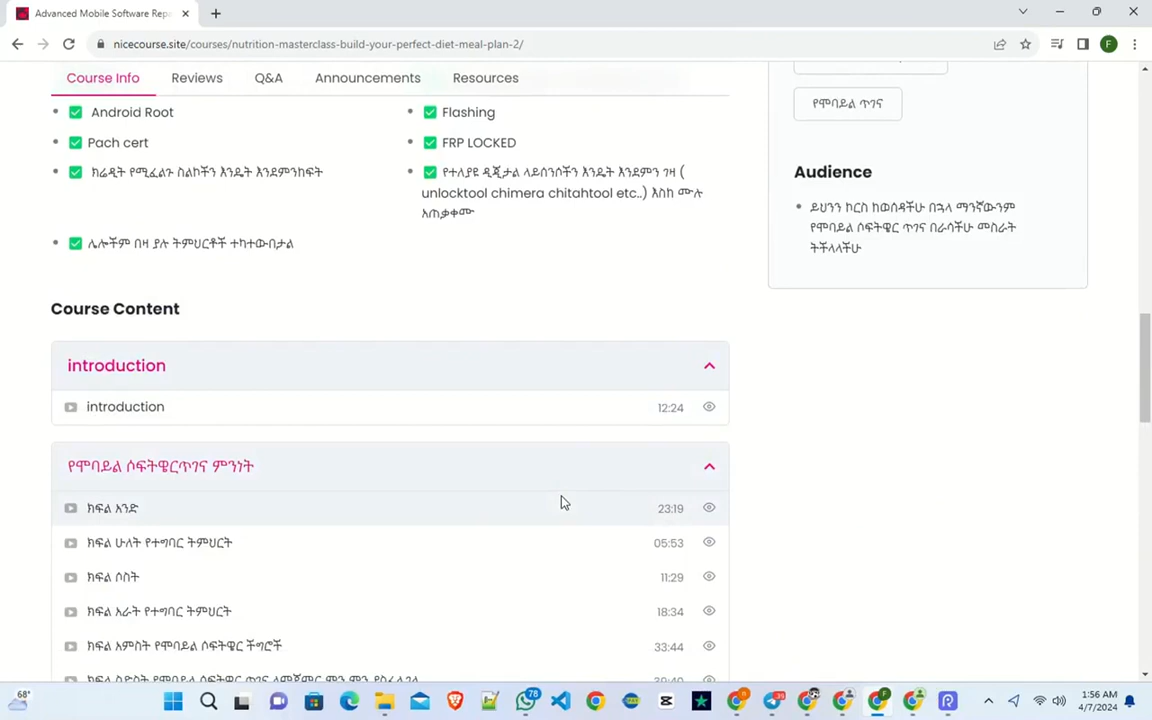 Advanced Mobile Software Repa
nicecourse.site/courses/nutrition-masterclass-build-your-perfect-diet-meal-plan-2/
F
Course Info Reviews Q&A Announcements Resources
Android Root
Flashing
Pach cert
FRP LOCKED
ክሬዲት የሚፈልጉ ስልኮችን እንዴት እንደምንከፍት
የተለያዩ ዲጂታል ላይሰንሶችን እንዴት እንደምን ገዛ (
unlocktool chimera chitahtool etc..) እስከ ሙሉ
አጠቃቀሙ
ሌሎችም በዛ ያሉ ትምህርቶች ተካተውበታል
የሞባይል ጥገና
Audience
ይህንን ኮርስ ከወሰዳችሁ በኋላ ማንኛውንም
የሞባይል ሶፍትዌር ጥገና በራሳችሁ መስራት
ትችላላችሁ
Course Content
introduction
introduction 12:24
የሞባይል ሶፍትዌርጥገና ምንነት
ክፍል አንድ 23:19
ክፍል ሁለት የተግባር ትምህርት 05:53
ክፍል ሶስት 11:29
ክፍል አራት የተግባር ትምህርት 18:34
ክፍል አምስት የሞባይል ሶፍትዌር ችግሮች 33:44
68°
78
1:56 AM
4/7/2024